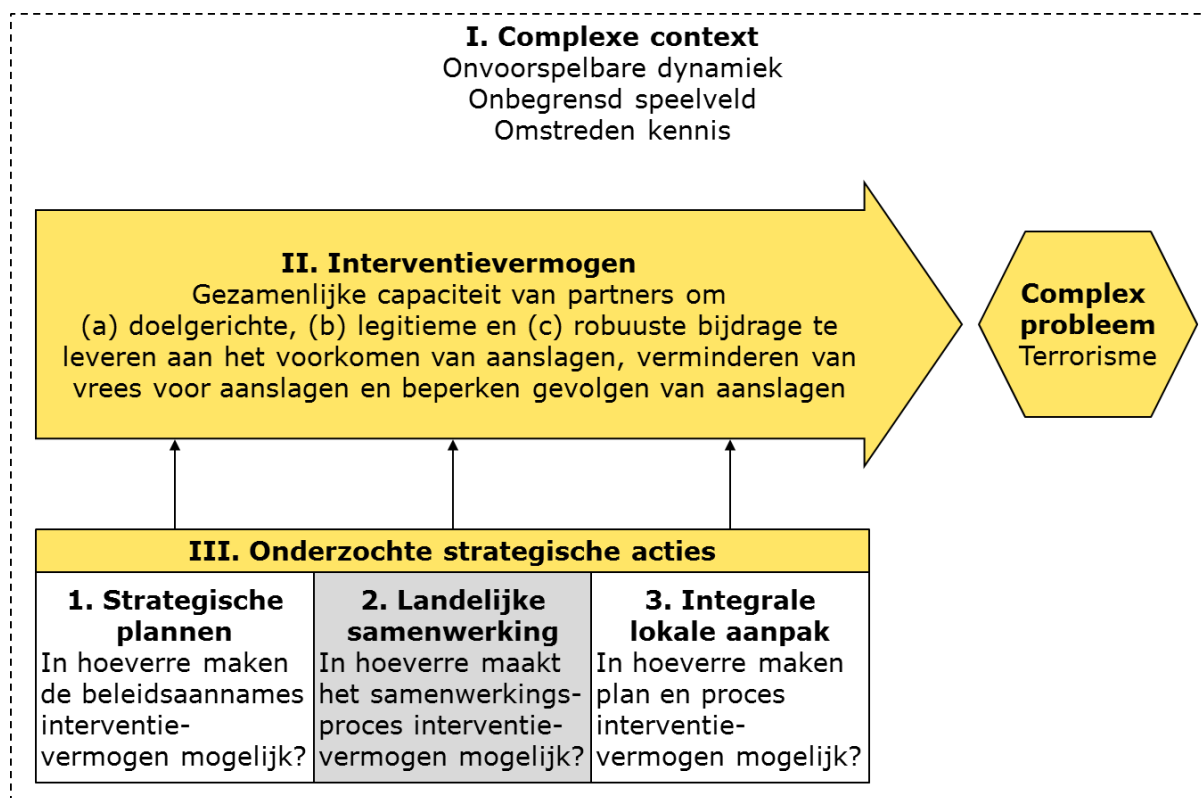 I. Complexe context
Onvoorspelbare dynamiek
Onbegrensd speelveld
Omstreden kennis
II. Interventievermogen
Gezamenlijke capaciteit van partners om
(a) doelgerichte, (b) legitieme en (c) robuuste bijdrage te
leveren aan het voorkomen van aanslagen, verminderen van
vrees voor aanslagen en beperken gevolgen van aanslagen
Complex
probleem
Terrorisme
III. Onderzochte strategische acties
1. Strategische
plannen
In hoeverre maken
de beleidsaannames
interventie-
vermogen mogelijk?
2. Landelijke
samenwerking
In hoeverre maakt
het samenwerkings-
proces interventie-
vermogen mogelijk?
3. Integrale
lokale aanpak
In hoeverre maken
plan en proces
interventie-
vermogen mogelijk?